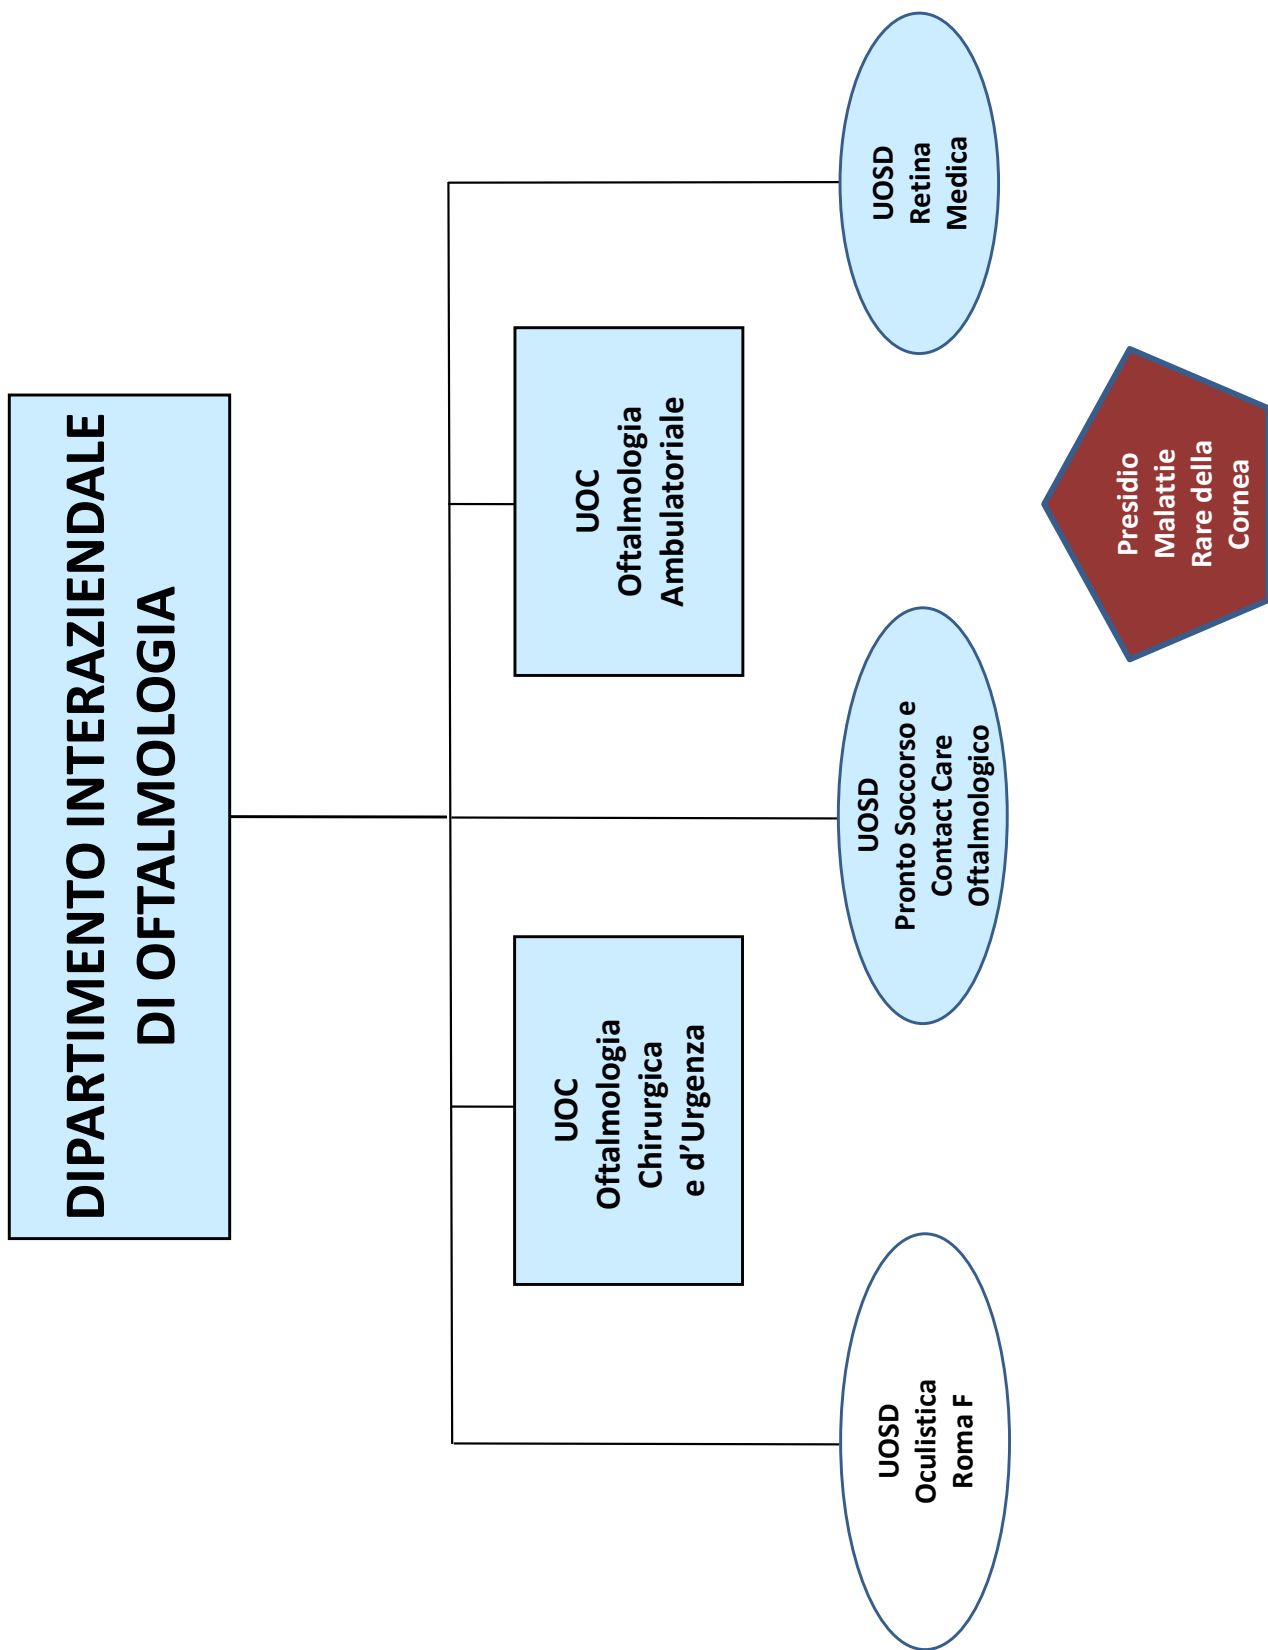 DIPARTIMENTO INTERAZIENDALE
DI OFTALMOLOGIA
UOC
Oftalmologia
Chirurgica
e d’Urgenza
UOC
Oftalmologia
Ambulatoriale
UOSD
Oculistica
Roma F
UOSD
Pronto Soccorso e
Contact Care
Oftalmologico
UOSD
Retina
Medica
Presidio
Malattie
Rare della
Cornea